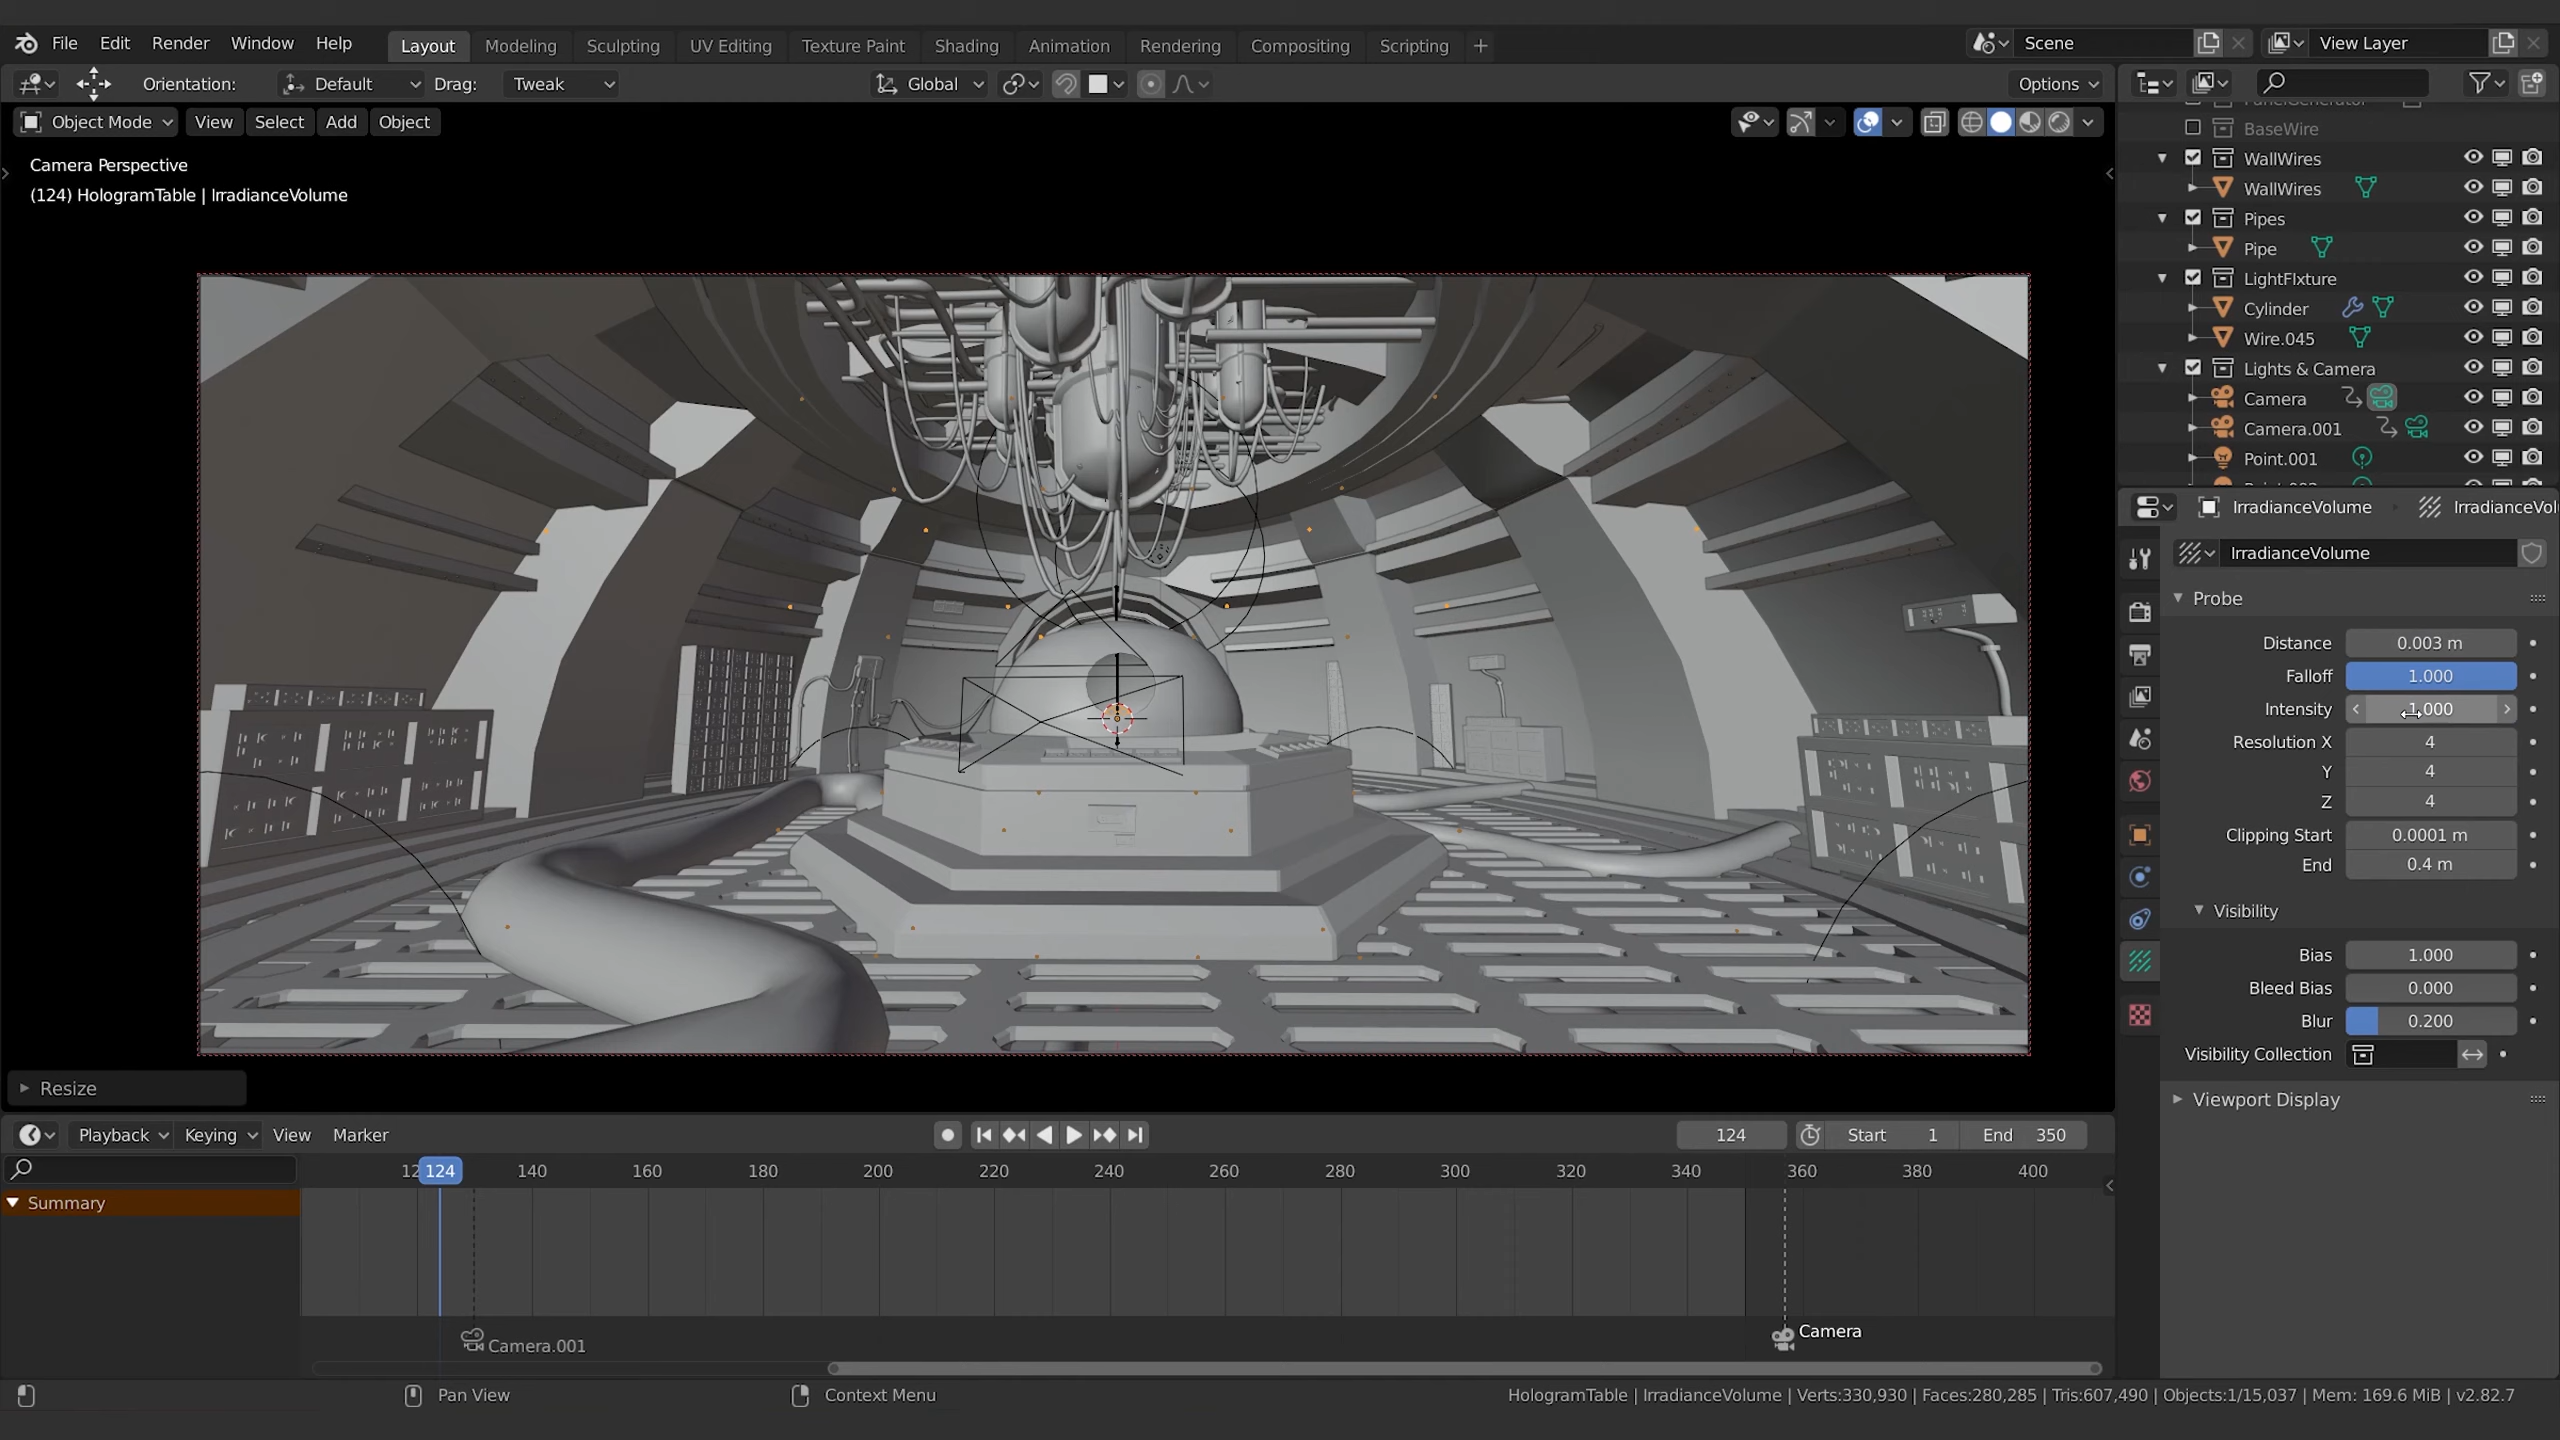 File Edit Render Window Help Layout Modeling Sculpting UV Editing Texture Paint Shading Animation Rendering Compositing Scripting + Scene View Layer
Orientation: Default Drag: Tweak Global Options
Object Mode View Select Add Object
Camera Perspective
(124) HologramTable | IrradianceVolume
BaseWire
WallWires
WallWires
Pipes
Pipe
LightFIxture
Cylinder
Wire.045
Lights & Camera
Camera
Camera.001
Point.001
IrradianceVolume IrradianceVol
IrradianceVolume
Probe
Distance 0.003 m
Falloff 1.000
Intensity 1.000
Resolution X 4
Y 4
Z 4
Clipping Start 0.0001 m
End 0.4 m
Visibility
Bias 1.000
Bleed Bias 0.000
Blur 0.200
Visibility Collection
Viewport Display
Resize
Playback Keying View Marker 124 Start 1 End 350
12 124 140 160 180 200 220 240 260 280 300 320 340 360 380 400
Summary
Camera.001
Camera
Pan View Context Menu HologramTable | IrradianceVolume | Verts:330,930 | Faces:280,285 | Tris:607,490 | Objects:1/15,037 | Mem: 169.6 MiB | v2.82.7